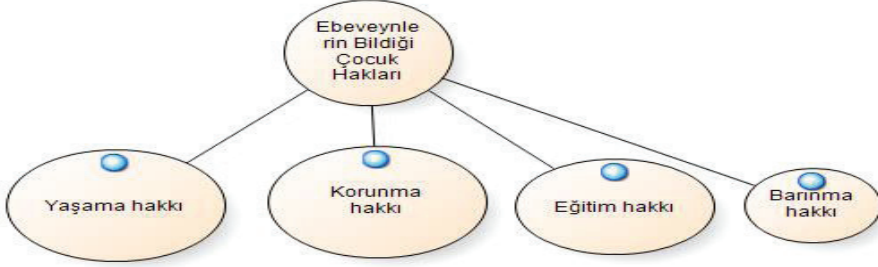 Ebeveynle
rin Bildiği
Çocuk
Hakları
Yaşama hakkı
Korunma
hakkı
Eğitim hakkı
Barınma
hakkı